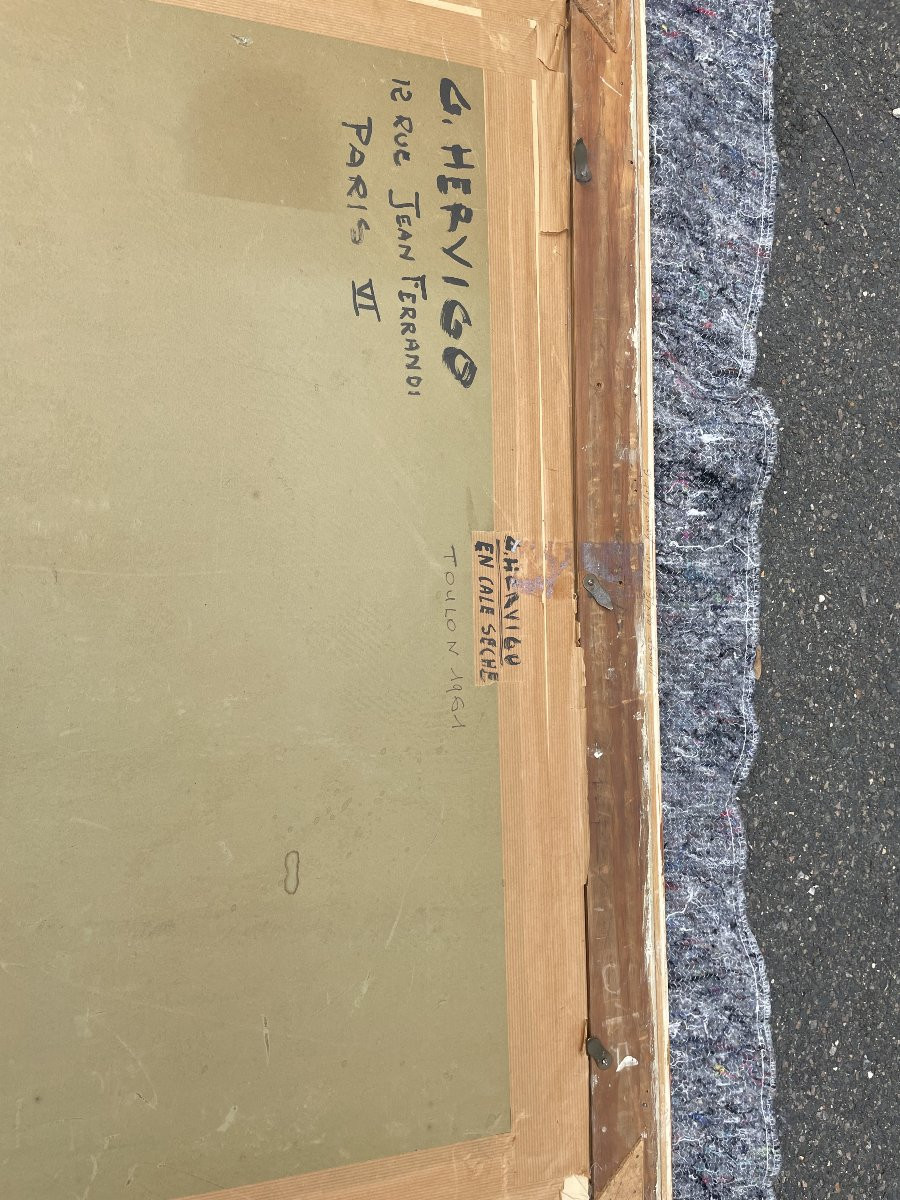 G. HERVIGO
12 RUE JEAN FERRANDI
PARIS VI
G. HERVIGO
EN CALE SECHE
TOULON 1961